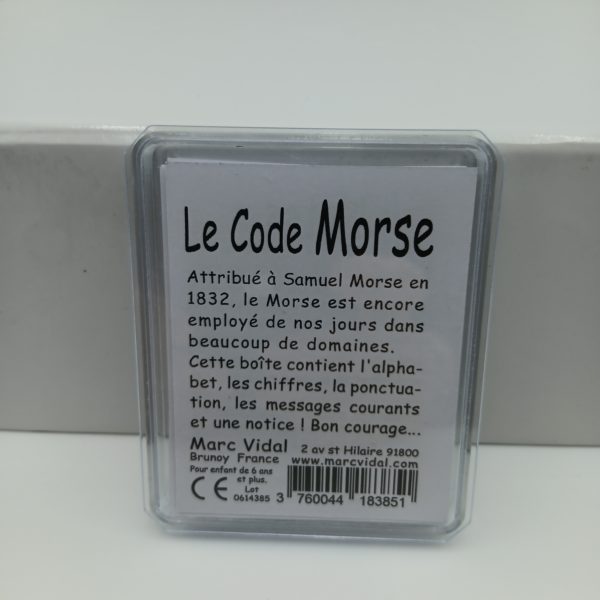 Le Code Morse
Attribué à Samuel Morse en
1832, le Morse est encore
employé de nos jours dans
beaucoup de domaines.
Cette boîte contient l'alpha-
bet, les chiffres, la ponctua-
tion, les messages courants
et une notice ! Bon courage...
Marc Vidal 2 av st Hilaire 91800
Brunoy France www.marcvidal.com
Pour enfant de 6 ans
et plus.
CE Lot
0614385
3 760044 183851